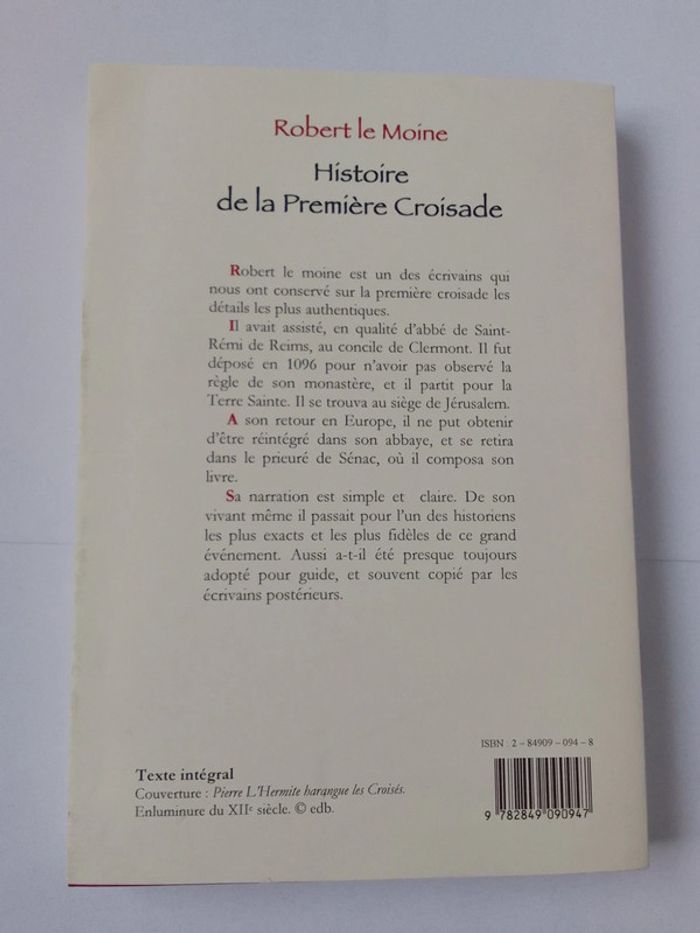 Robert le Moine
Histoire
de la Première Croisade
Robert le moine est un des écrivains qui
nous ont conservé sur la première croisade les
détails les plus authentiques.
Il avait assisté, en qualité d'abbé de Saint-
Rémi de Reims, au concile de Clermont. Il fut
déposé en 1096 pour n'avoir pas observé la
règle de son monastère, et il partit pour la
Terre Sainte. Il se trouva au siège de Jérusalem.
A son retour en Europe, il ne put obtenir
d'être réintégré dans son abbaye, et se retira
dans le prieuré de Sénac, où il composa son
livre.
Sa narration est simple et claire. De son
vivant même il passait pour l'un des historiens
les plus exacts et les plus fidèles de ce grand
événement. Aussi a-t-il été presque toujours
adopté pour guide, et souvent copié par les
écrivains postérieurs.
ISBN : 2 – 84909 – 094 – 8
Texte intégral
Couverture : Pierre L'Hermite harangue les Croisés.
Enluminure du XIIe siècle. © edb.
9 782849 090947